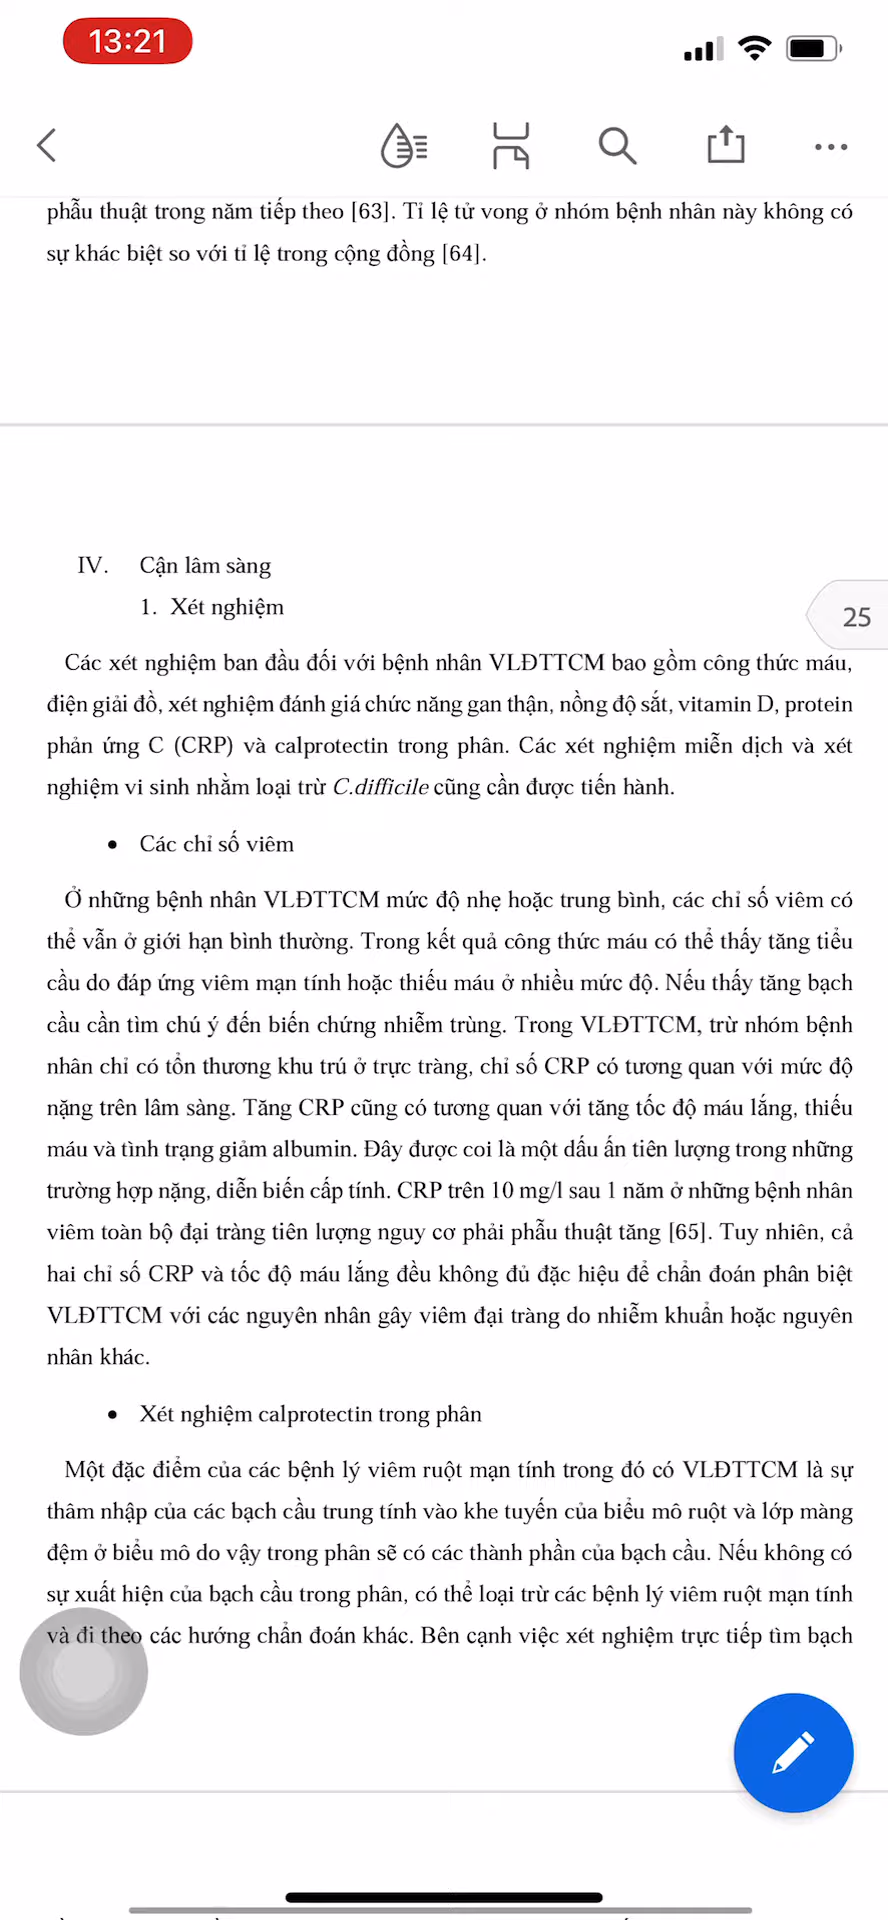 13:21
phẫu thuật trong năm tiếp theo [63]. Tỉ lệ tử vong ở nhóm bệnh nhân này không có
sự khác biệt so với tỉ lệ trong cộng đồng [64].
IV. Cận lâm sàng
1. Xét nghiệm
25
Các xét nghiệm ban đầu đối với bệnh nhân VLĐTTCM bao gồm công thức máu,
điện giải đồ, xét nghiệm đánh giá chức năng gan thận, nồng độ sắt, vitamin D, protein
phản ứng C (CRP) và calprotectin trong phân. Các xét nghiệm miễn dịch và xét
nghiệm vi sinh nhằm loại trừ C.difficile cũng cần được tiến hành.
• Các chỉ số viêm
Ở những bệnh nhân VLĐTTCM mức độ nhẹ hoặc trung bình, các chỉ số viêm có
thể vẫn ở giới hạn bình thường. Trong kết quả công thức máu có thể thấy tăng tiểu
cầu do đáp ứng viêm mạn tính hoặc thiếu máu ở nhiều mức độ. Nếu thấy tăng bạch
cầu cần tìm chú ý đến biến chứng nhiễm trùng. Trong VLĐTTCM, trừ nhóm bệnh
nhân chỉ có tổn thương khu trú ở trực tràng, chỉ số CRP có tương quan với mức độ
nặng trên lâm sàng. Tăng CRP cũng có tương quan với tăng tốc độ máu lắng, thiếu
máu và tình trạng giảm albumin. Đây được coi là một dấu ấn tiên lượng trong những
trường hợp nặng, diễn biến cấp tính. CRP trên 10 mg/l sau 1 năm ở những bệnh nhân
viêm toàn bộ đại tràng tiên lượng nguy cơ phải phẫu thuật tăng [65]. Tuy nhiên, cả
hai chỉ số CRP và tốc độ máu lắng đều không đủ đặc hiệu để chẩn đoán phân biệt
VLĐTTCM với các nguyên nhân gây viêm đại tràng do nhiễm khuẩn hoặc nguyên
nhân khác.
• Xét nghiệm calprotectin trong phân
Một đặc điểm của các bệnh lý viêm ruột mạn tính trong đó có VLĐTTCM là sự
thâm nhập của các bạch cầu trung tính vào khe tuyến của biểu mô ruột và lớp màng
đệm ở biểu mô do vậy trong phân sẽ có các thành phần của bạch cầu. Nếu không có
sự xuất hiện của bạch cầu trong phân, có thể loại trừ các bệnh lý viêm ruột mạn tính
và đi theo các hướng chẩn đoán khác. Bên cạnh việc xét nghiệm trực tiếp tìm bạch